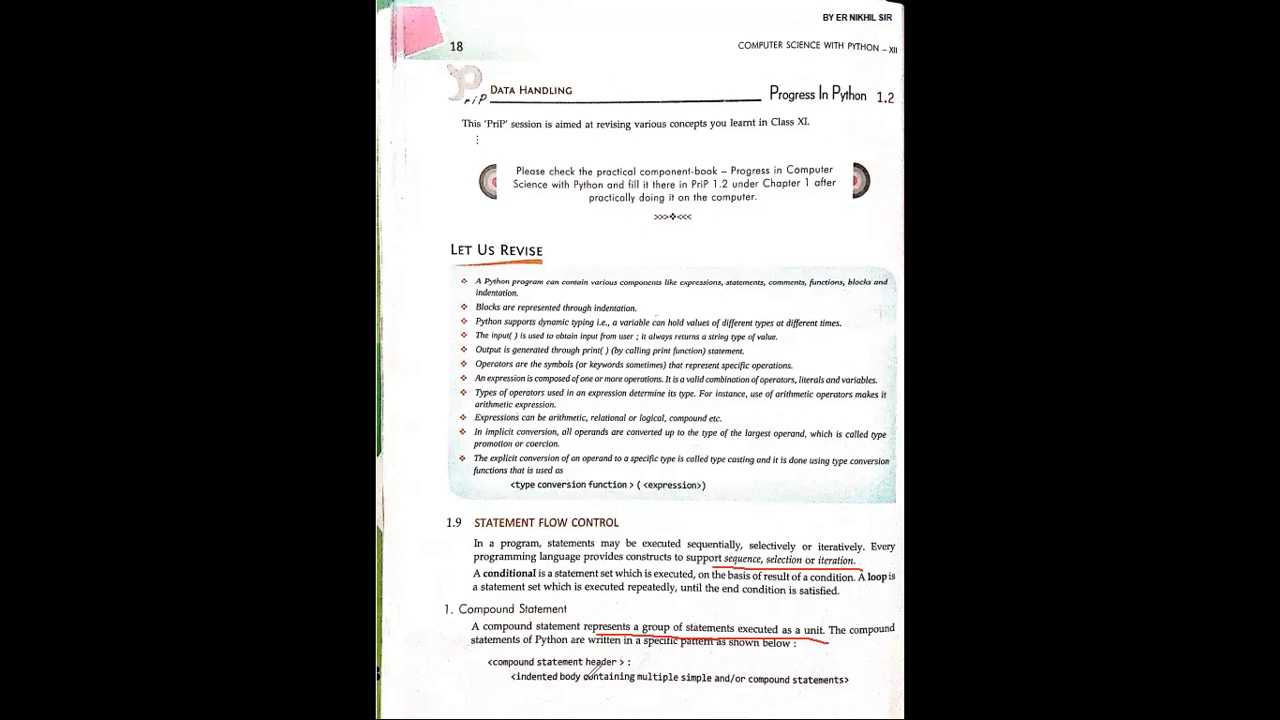 BY ER NIKHIL SIR
18
COMPUTER SCIENCE WITH PYTHON – XII
PriP
DATA HANDLING
Progress In Python 1.2
This 'PriP' session is aimed at revising various concepts you learnt in Class XI.
⋮
Please check the practical component-book – Progress in Computer
Science with Python and fill it there in PriP 1.2 under Chapter 1 after
practically doing it on the computer.
>>>❖<<<
LET US REVISE
❖ A Python program can contain various components like expressions, statements, comments, functions, blocks and
indentation.
❖ Blocks are represented through indentation.
❖ Python supports dynamic typing i.e., a variable can hold values of different types at different times.
❖ The input( ) is used to obtain input from user ; it always returns a string type of value.
❖ Output is generated through print( ) (by calling print function) statement.
❖ Operators are the symbols (or keywords sometimes) that represent specific operations.
❖ An expression is composed of one or more operations. It is a valid combination of operators, literals and variables.
❖ Types of operators used in an expression determine its type. For instance, use of arithmetic operators makes it
arithmetic expression.
❖ Expressions can be arithmetic, relational or logical, compound etc.
❖ In implicit conversion, all operands are converted up to the type of the largest operand, which is called type
promotion or coercion.
❖ The explicit conversion of an operand to a specific type is called type casting and it is done using type conversion
functions that is used as
<type conversion function > ( <expression>)
1.9 STATEMENT FLOW CONTROL
In a program, statements may be executed sequentially, selectively or iteratively. Every
programming language provides constructs to support sequence, selection or iteration.
A conditional is a statement set which is executed, on the basis of result of a condition. A loop is
a statement set which is executed repeatedly, until the end condition is satisfied.
1. Compound Statement
A compound statement represents a group of statements executed as a unit. The compound
statements of Python are written in a specific pattern as shown below :
<compound statement header > :
<indented body containing multiple simple and/or compound statements>